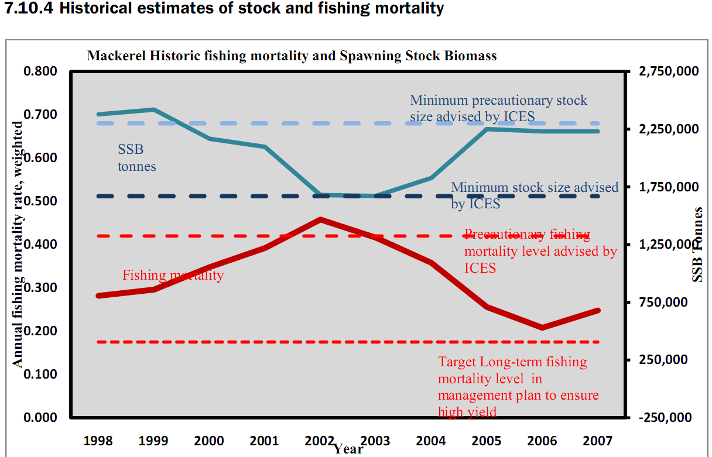 7.10.4 Historical estimates of stock and fishing mortality
Mackerel Historic fishing mortality and Spawning Stock Biomass
0.800
0.700
0.600
0.500
0.400
0.300
0.200
0.100
0.000
Annual fishing mortality rate, weighted
Minimum precautionary stock
size advised by ICES
SSB
tonnes
Minimum stock size advised
by ICES
Precautionary fishing
mortality level advised by
ICES
Fishing mortality
Target Long-term fishing
mortality level in
management plan to ensure
high yield
2,750,000
2,250,000
1,750,000
1,250,000
750,000
250,000
-250,000
SSB Tonnes
1998 1999 2000 2001 2002 2003 2004 2005 2006 2007
Year